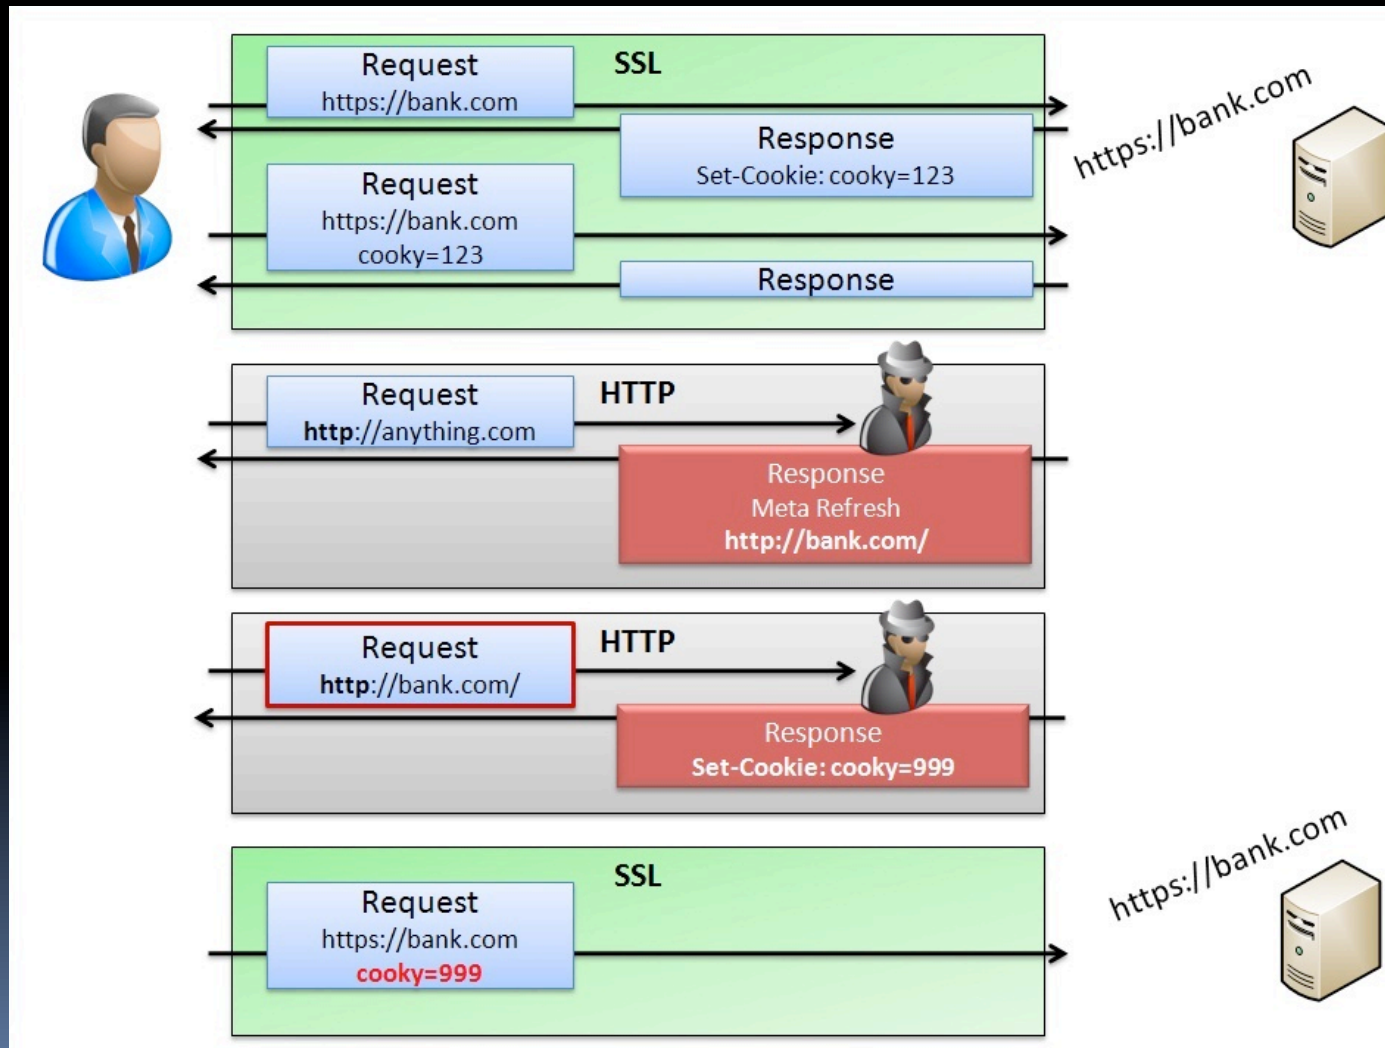 SSL
Request
https://bank.com
Response
Set-Cookie: cooky=123
Request
https://bank.com
cooky=123
Response
https://bank.com
HTTP
Request
http://anything.com
Response
Meta Refresh
http://bank.com/
HTTP
Request
http://bank.com/
Response
Set-Cookie: cooky=999
SSL
Request
https://bank.com
cooky=999
https://bank.com